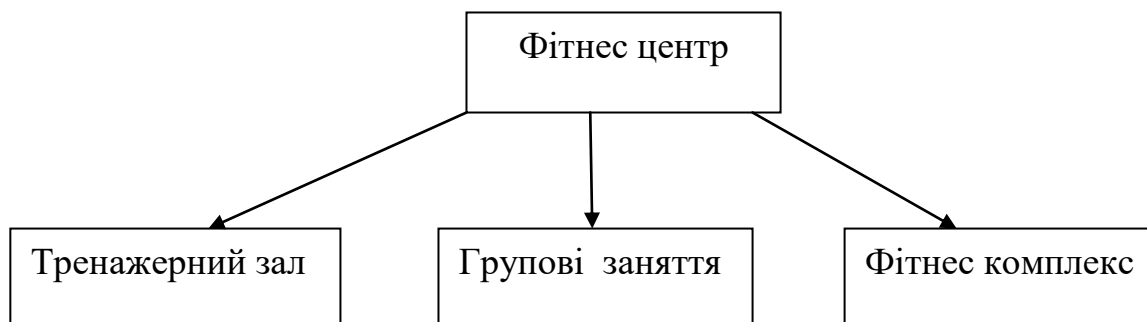 Фітнес центр
Тренажерний зал
Групові заняття
Фітнес комплекс